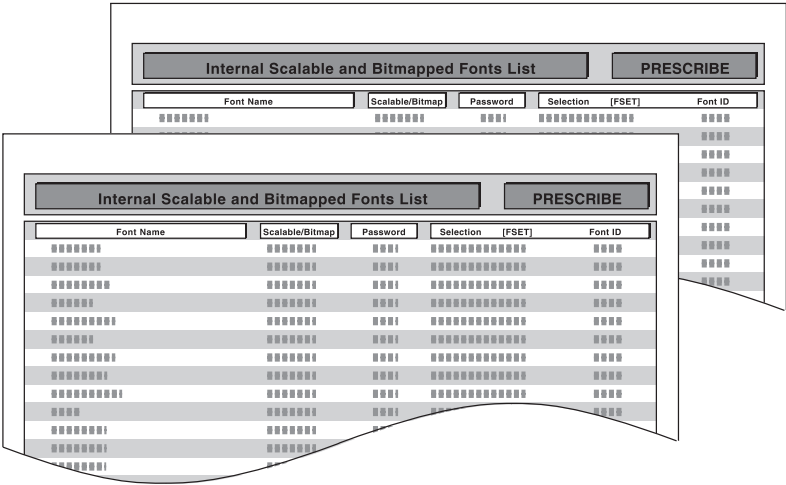 Internal Scalable and Bitmapped Fonts List PRESCRIBE
Font Name Scalable/Bitmap Password Selection [FSET] Font ID
Internal Scalable and Bitmapped Fonts List PRESCRIBE
Font Name Scalable/Bitmap Password Selection [FSET] Font ID